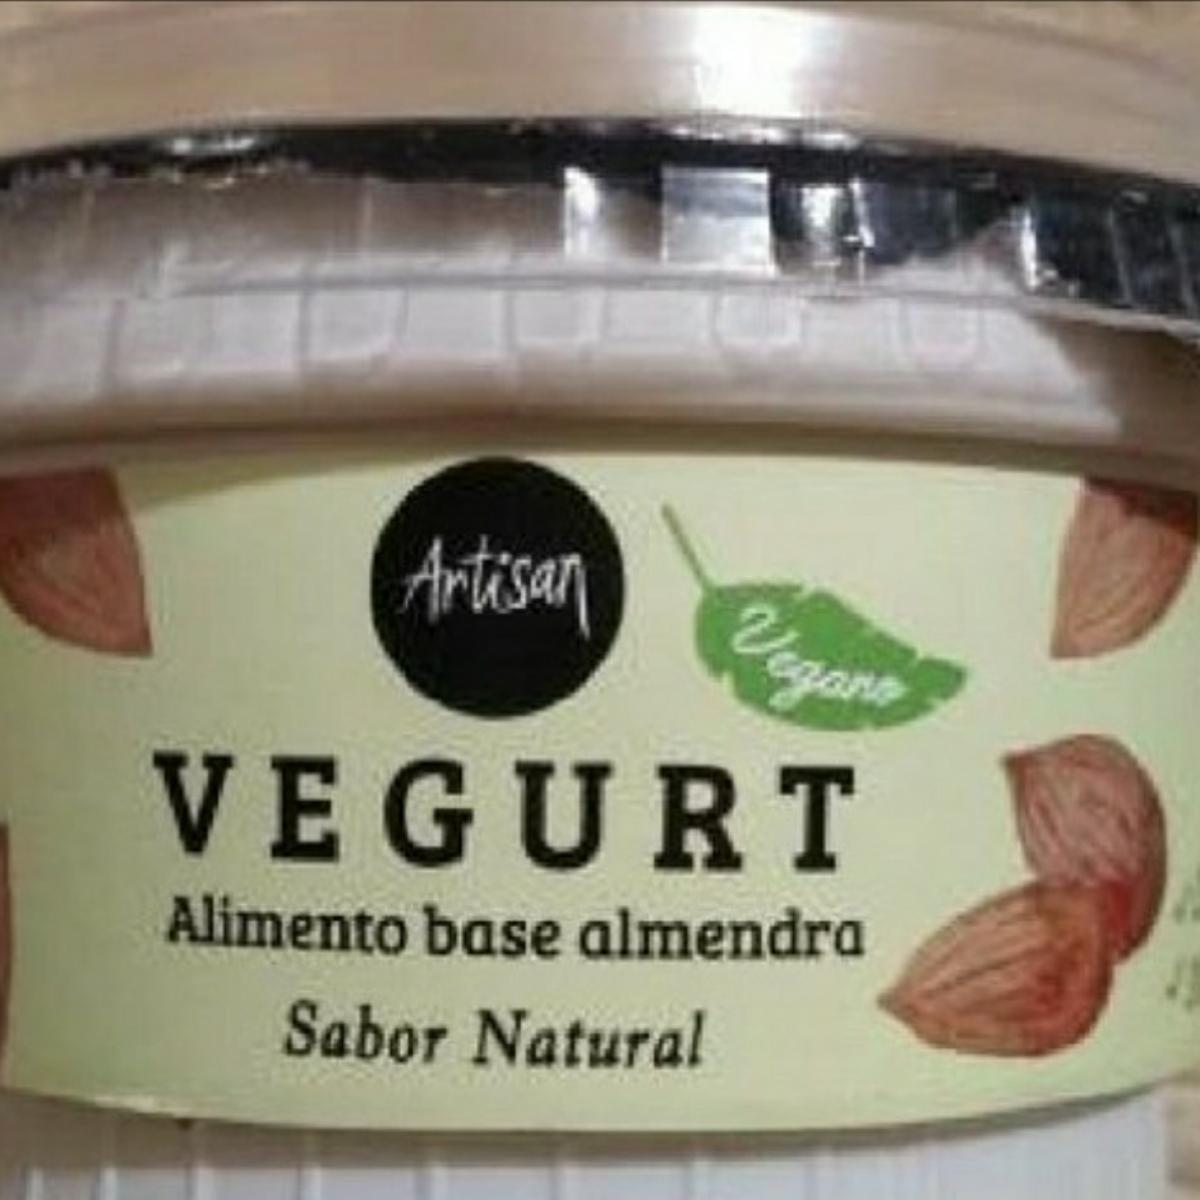 Artisan
Vegano
VEGURT
Alimento base almendra
Sabor Natural